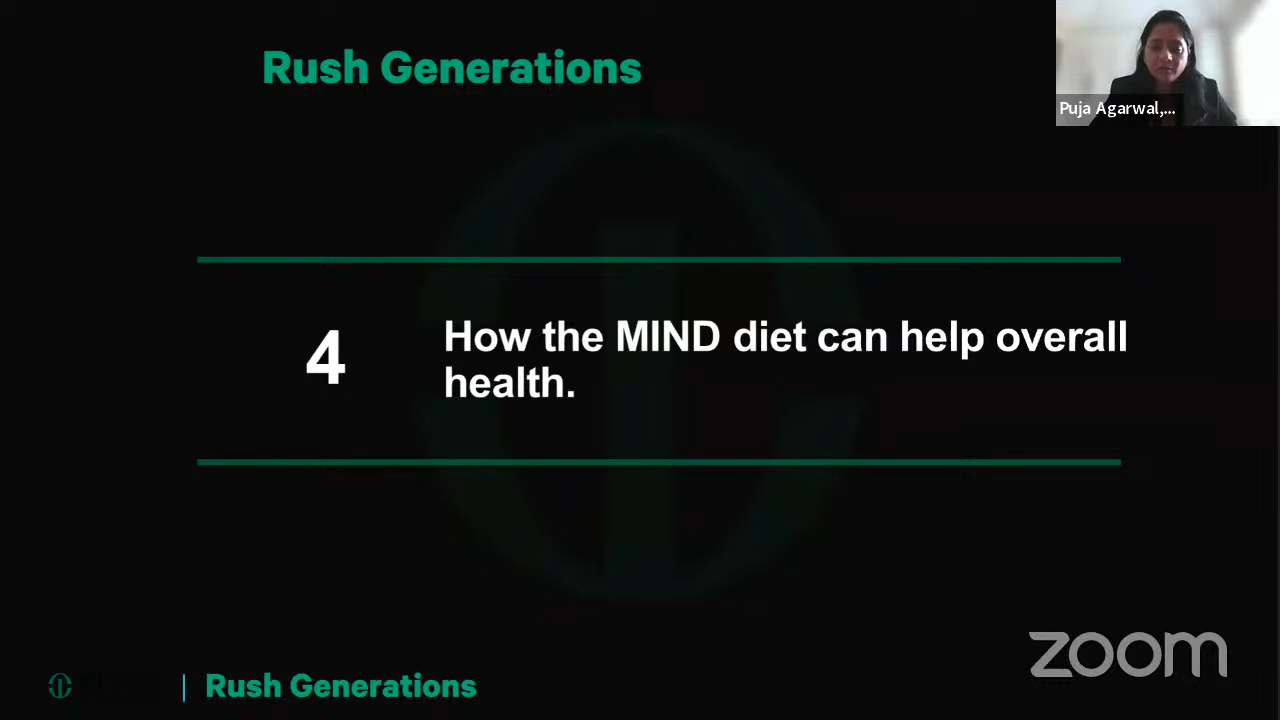 Rush Generations
Puja Agarwal,...
4
How the MIND diet can help overall
health.
zoom
Rush Generations